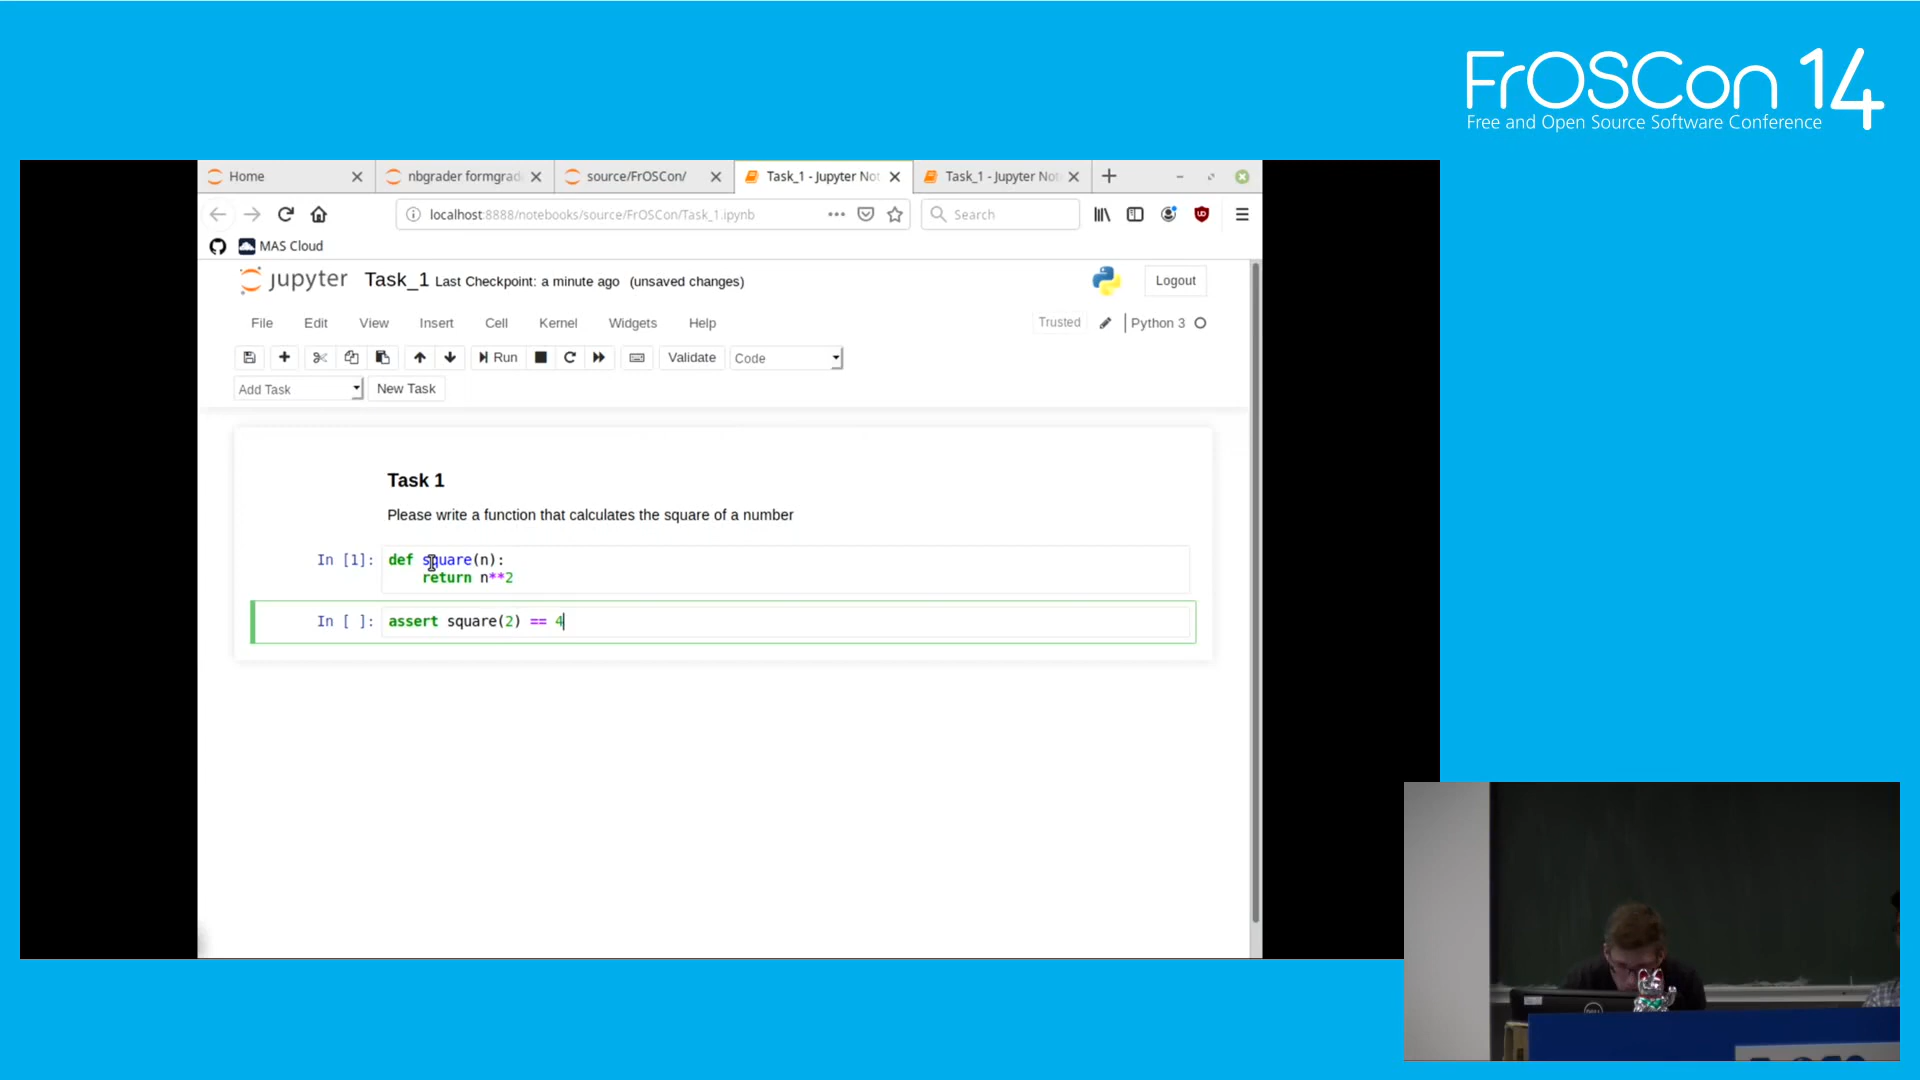 FrOSCon 14
Free and Open Source Software Conference
Home
nbgrader formgrad
source/FrOSCon/
Task_1 - Jupyter Not
Task_1 - Jupyter Not
localhost:8888/notebooks/source/FrOSCon/Task_1.ipynb
Search
MAS Cloud
jupyter Task_1 Last Checkpoint: a minute ago (unsaved changes)
Logout
File Edit View Insert Cell Kernel Widgets Help
Trusted
Python 3
Run
Validate
Code
Add Task
New Task
Task 1
Please write a function that calculates the square of a number
In [1]: def square(n):
return n**2
In [ ]: assert square(2) == 4